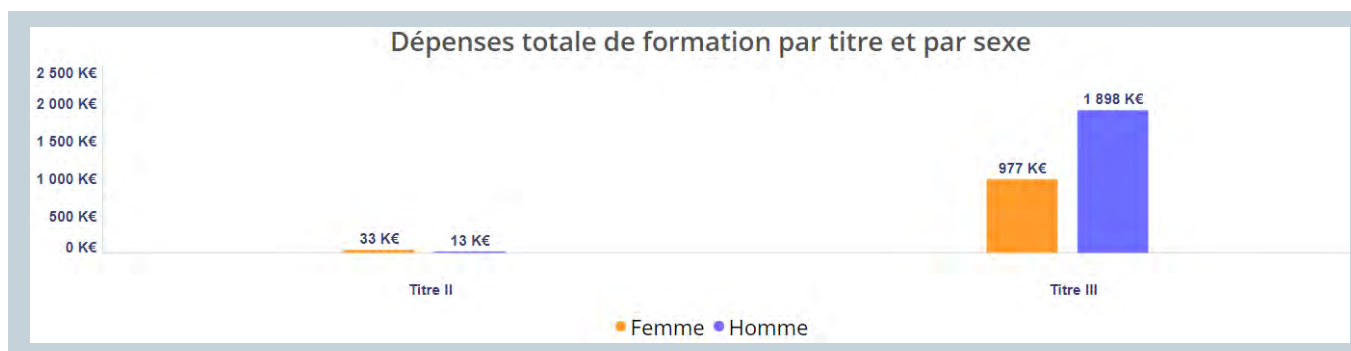 Dépenses totale de formation par titre et par sexe
2 500 K€
2 000 K€
1 500 K€
1 000 K€
500 K€
0 K€
33 K€
13 K€
977 K€
1 898 K€
Titre II
Titre III
Femme
Homme